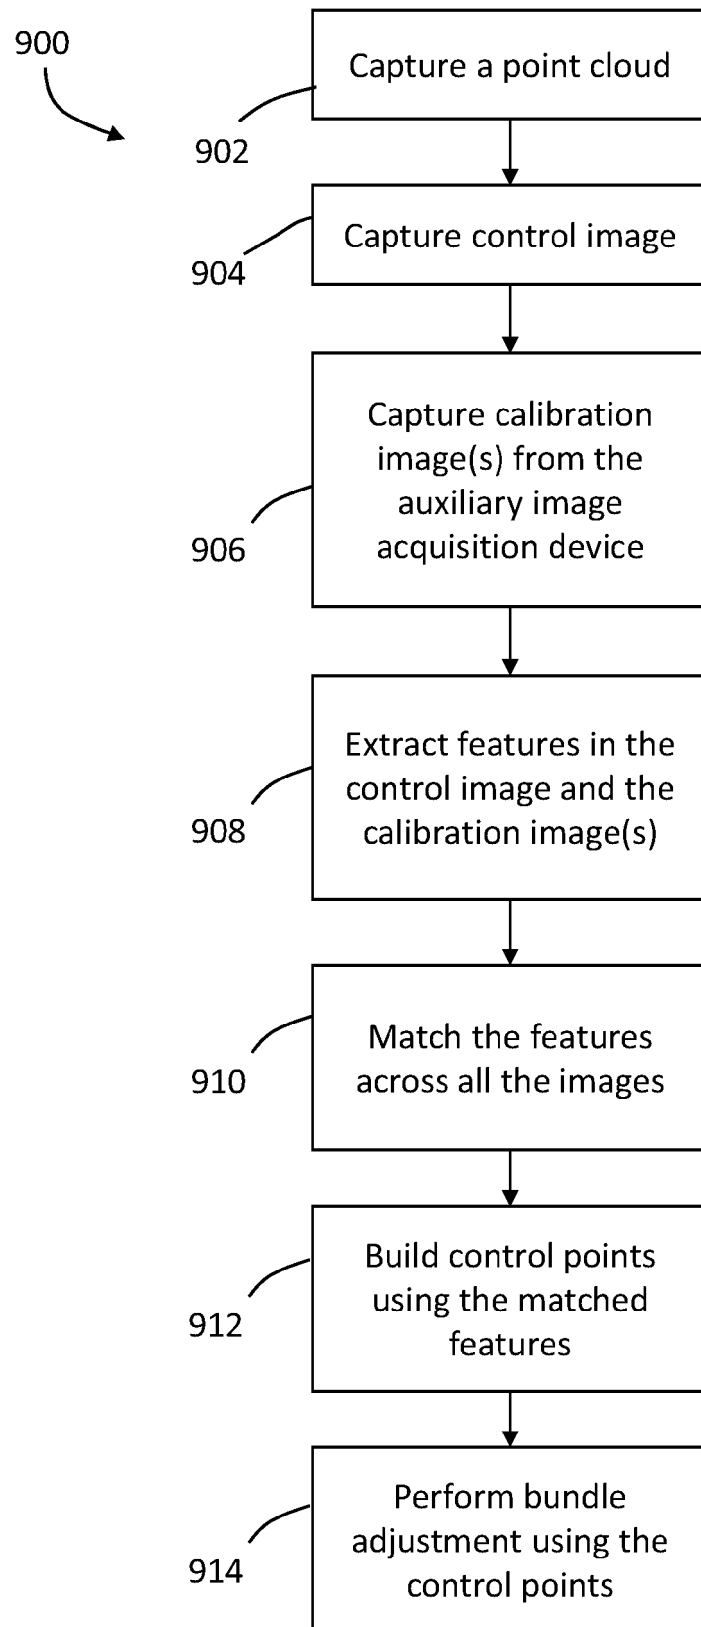 900
Capture a point cloud
902
Capture control image
904
Capture calibration
image(s) from the
auxiliary image
acquisition device
906
Extract features in the
control image and the
calibration image(s)
908
Match the features
across all the images
910
Build control points
using the matched
features
912
Perform bundle
adjustment using the
control points
914